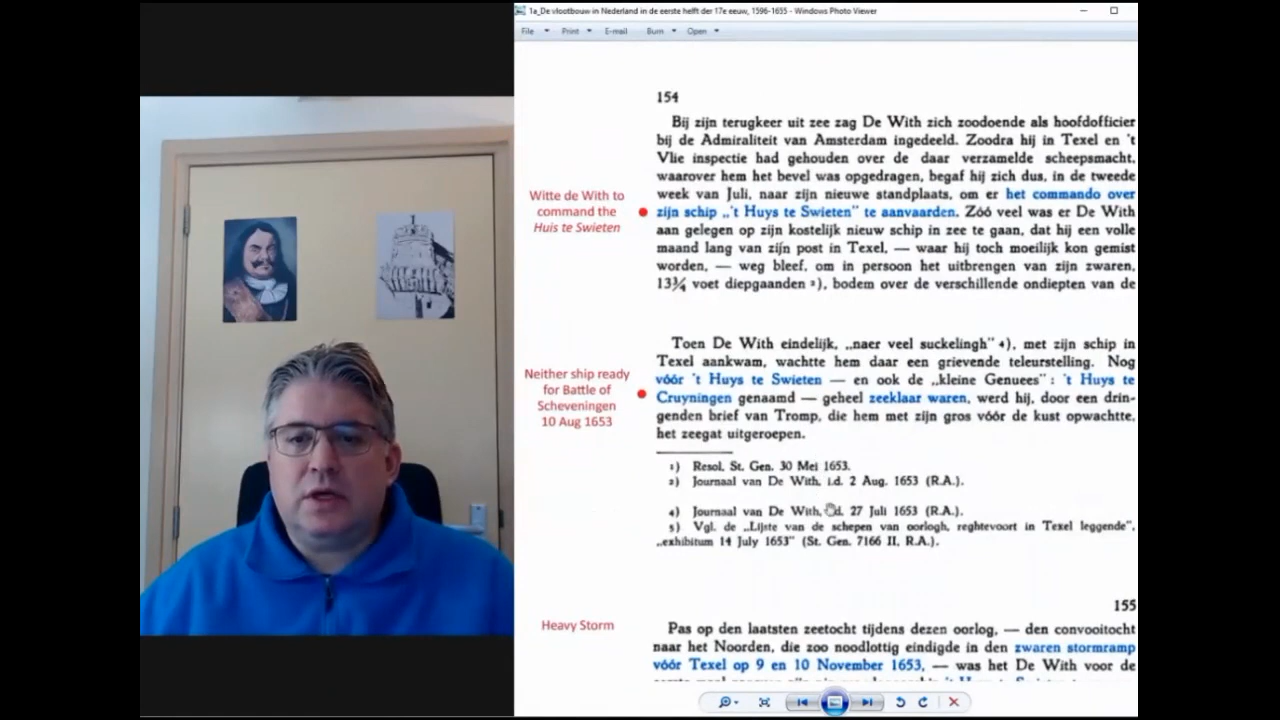 1a_De vlootbouw in Nederland in de eerste helft der 17e eeuw, 1596-1655 - Windows Photo Viewer
File Print E-mail Burn Open
154
Bij zijn terugkeer uit zee zag De With zich zoodoende als hoofdofficier
bij de Admiraliteit van Amsterdam ingedeeld. Zoodra hij in Texel en 't
Vlie inspectie had gehouden over de daar verzamelde scheepsmacht,
waarover hem het bevel was opgedragen, begaf hij zich dus, in de tweede
week van Juli, naar zijn nieuwe standplaats, om er het commando over
zijn schip „'t Huys te Swieten" te aanvaarden. Zóó veel was er De With
aan gelegen op zijn kostelijk nieuw schip in zee te gaan, dat hij een volle
maand lang van zijn post in Texel, — waar hij toch moeilijk kon gemist
worden, — weg bleef, om in persoon het uitbrengen van zijn zwaren,
13¾ voet diepgaanden ²), bodem over de verschillende ondiepten van de
Witte de With to
command the
Huis te Swieten
Toen De With eindelijk, „naer veel suckelingh" ⁴), met zijn schip in
Texel aankwam, wachtte hem daar een grievende teleurstelling. Nog
vóór 't Huys te Swieten — en ook de „kleine Genuees" : 't Huys te
Cruyningen genaamd — geheel zeeklaar waren, werd hij, door een drin-
genden brief van Tromp, die hem met zijn gros vóór de kust opwachtte,
het zeegat uitgeroepen.
Neither ship ready
for Battle of
Scheveningen
10 Aug 1653
¹) Resol. St. Gen. 30 Mei 1653.
²) Journaal van De With, i.d. 2 Aug. 1653 (R.A.).
⁴) Journaal van De With, d. 27 Juli 1653 (R.A.).
⁵) Vgl. de „Lijste van de schepen van oorlogh, reghtevoort in Texel leggende",
„exhibitum 14 July 1653" (St. Gen. 7166 II, R.A.).
155
Heavy Storm
Pas op den laatsten zeetocht tijdens dezen oorlog, — den convooitocht
naar het Noorden, die zoo noodlottig eindigde in den zwaren stormramp
vóór Texel op 9 en 10 November 1653, — was het De With voor de